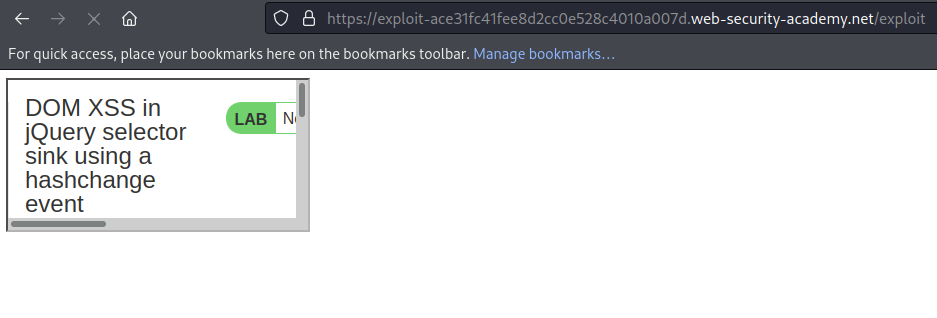 https://exploit-ace31fc41fee8d2cc0e528c4010a007d.web-security-academy.net/exploit
For quick access, place your bookmarks here on the bookmarks toolbar. Manage bookmarks...
DOM XSS in
jQuery selector
sink using a
hashchange
event
LAB